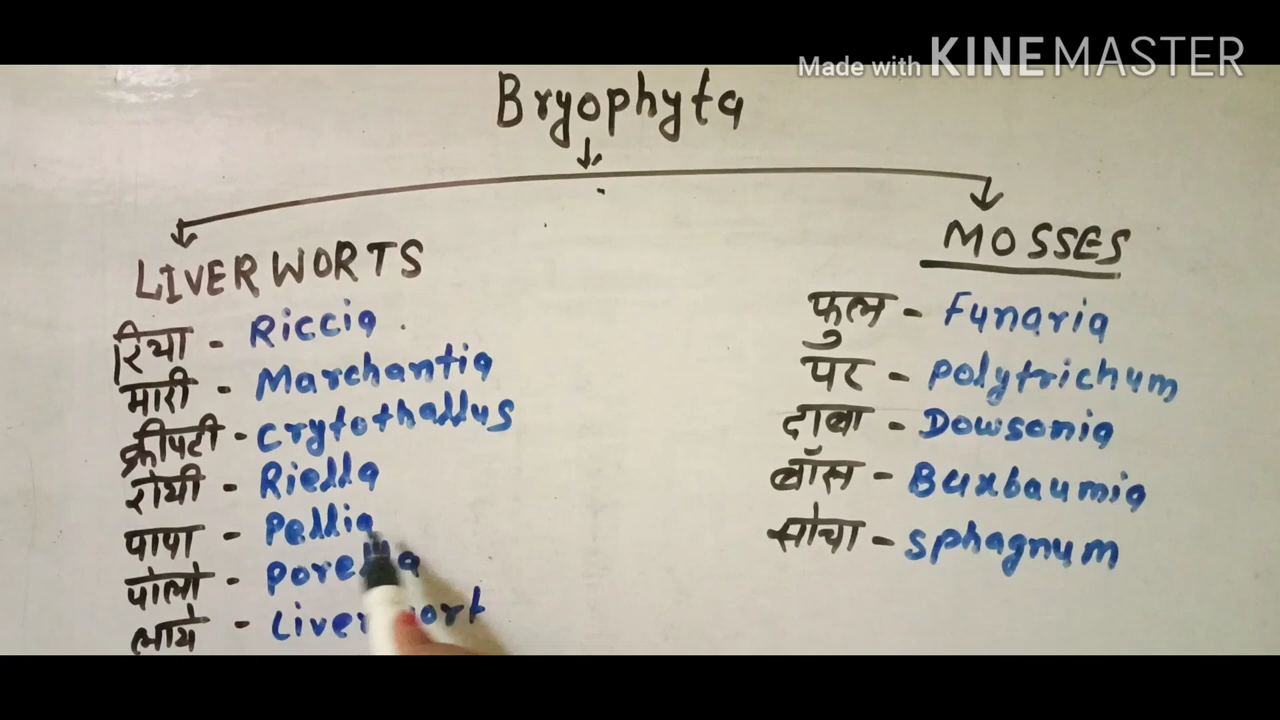 Made with KINEMASTER
Bryophyta
LIVERWORTS
रिया - Riccia
मारी - Marchantia
क्रीपटी - Crytothallus
रोयी - Riella
पापा - Pellia
पोलो - Porella
लाये - Liverwort
MOSSES
फुल - Funaria
पर - Polytrichum
दाबा - Dowsonia
बॉस - Buxbaumia
सोचा - Sphagnum